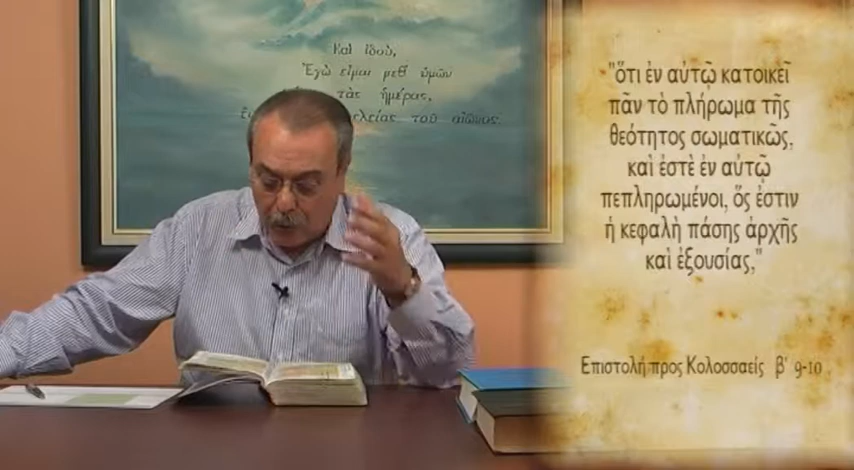 Καὶ ἰδού,
Ἐγώ εἶμαι μεθ' ὑμῶν
τὰς ἡμέρας,
τοῦ αἰῶνος.
"ὅτι ἐν αὐτῷ κατοικεῖ
πᾶν τὸ πλήρωμα τῆς
θεότητος σωματικῶς,
καὶ ἐστὲ ἐν αὐτῷ
πεπληρωμένοι, ὅς ἐστιν
ἡ κεφαλὴ πάσης ἀρχῆς
καὶ ἐξουσίας,"
Επιστολή προς Κολοσσαείς β' 9-10